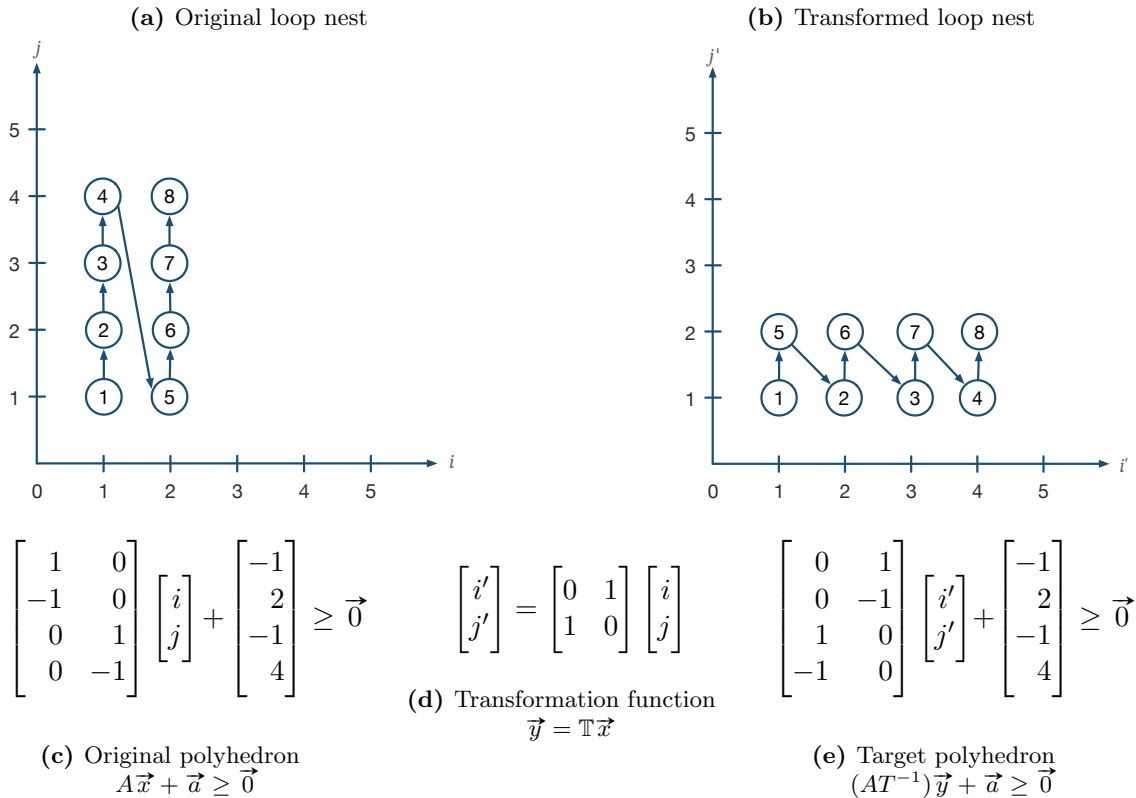 (a) Original loop nest
j
5
4
3
2
1
4 8
3 7
2 6
1 5
0 1 2 3 4 5
i
(b) Transformed loop nest
j'
5
4
3
2
1
5 6 7 8
1 2 3 4
0 1 2 3 4 5
i'
[1 0; −1 0; 0 1; 0 −1] [i; j] + [−1; 2; −1; 4] ≥ 0⃗
(c) Original polyhedron
Ax⃗ + a⃗ ≥ 0⃗
[i′; j′] = [0 1; 1 0] [i; j]
(d) Transformation function
y⃗ = 𝕋x⃗
[0 1; 0 −1; 1 0; −1 0] [i′; j′] + [−1; 2; −1; 4] ≥ 0⃗
(e) Target polyhedron
(AT⁻¹)y⃗ + a⃗ ≥ 0⃗